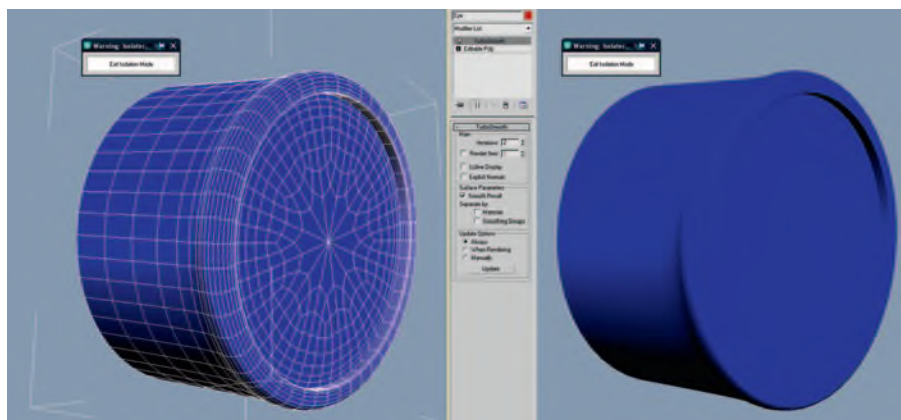 Warning: Isolated...
Exit Isolation Mode
Eye
Modifier List
TurboSmooth
Editable Poly
TurboSmooth
Main
Iterations: 2
Render Iters:
Isoline Display
Explicit Normals
Surface Parameters
Smooth Result
Separate by:
Materials
Smoothing Groups
Update Options
Always
When Rendering
Manually
Update
Warning: Isolated...
Exit Isolation Mode